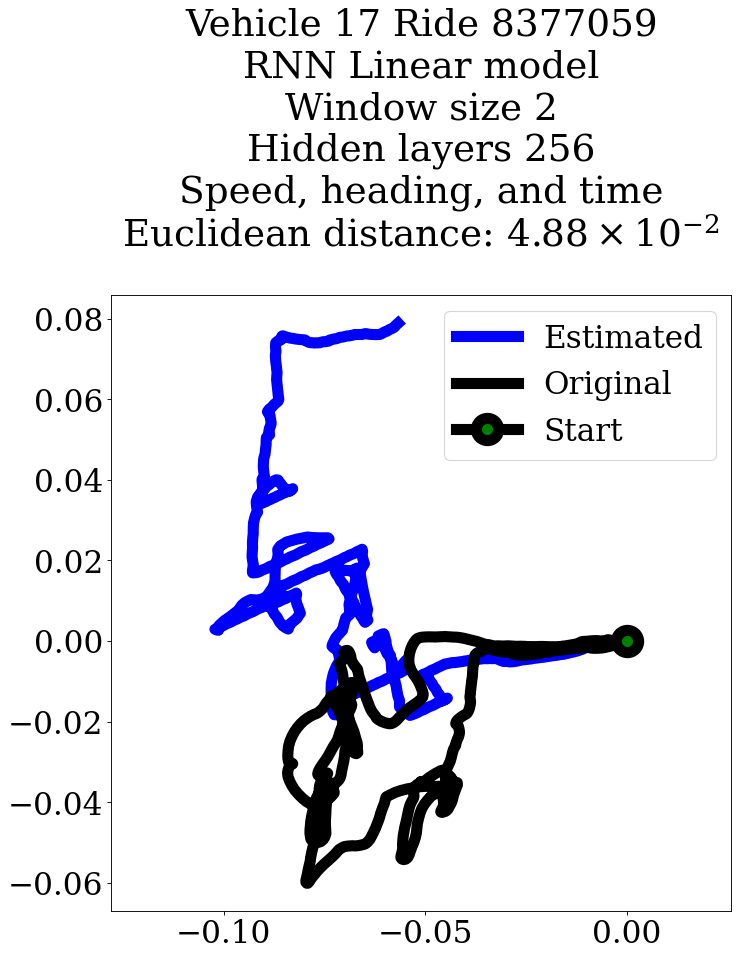 Vehicle 17 Ride 8377059
RNN Linear model
Window size 2
Hidden layers 256
Speed, heading, and time
Euclidean distance: 4.88 × 10⁻²
Estimated
Original
Start
0.08
0.06
0.04
0.02
0.00
−0.02
−0.04
−0.06
−0.10
−0.05
0.00